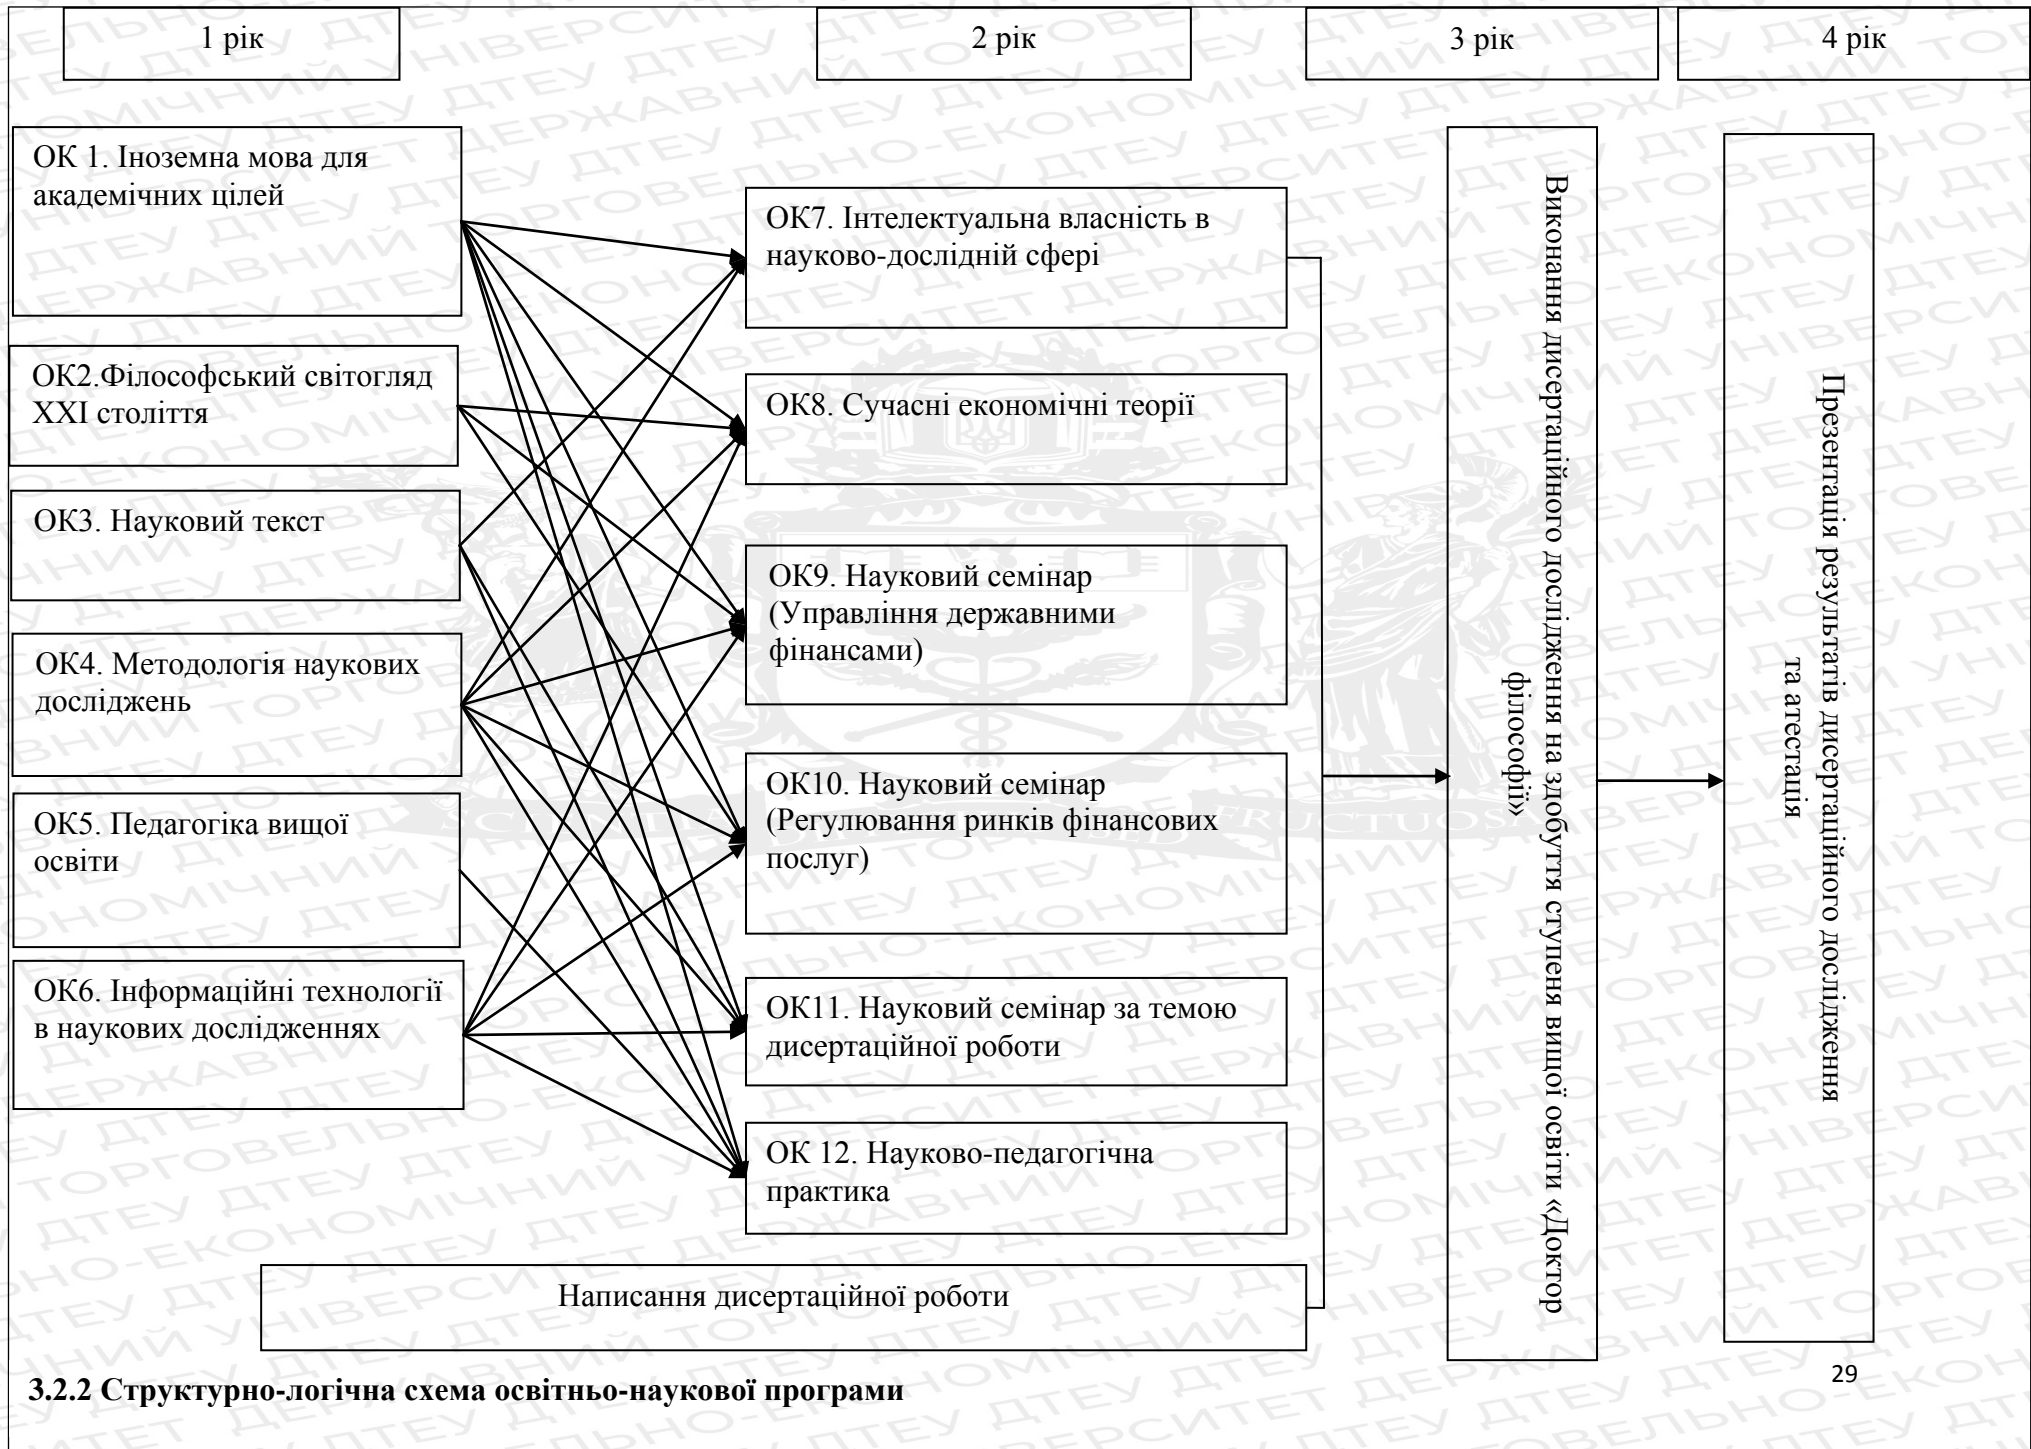 1 рік
2 рік
3 рік
4 рік
ОК 1. Іноземна мова для
академічних цілей
ОК2.Філософський світогляд
XXI століття
ОК3. Науковий текст
ОК4. Методологія наукових
досліджень
ОК5. Педагогіка вищої
освіти
ОК6. Інформаційні технології
в наукових дослідженнях
ОК7. Інтелектуальна власність в
науково-дослідній сфері
ОК8. Сучасні економічні теорії
ОК9. Науковий семінар
(Управління державними
фінансами)
ОК10. Науковий семінар
(Регулювання ринків фінансових
послуг)
ОК11. Науковий семінар за темою
дисертаційної роботи
ОК 12. Науково-педагогічна
практика
Написання дисертаційної роботи
Виконання дисертаційного дослідження на здобуття ступеня вищої освіти «Доктор
філософії»
Презентація результатів дисертаційного дослідження
та атестація
29
3.2.2 Структурно-логічна схема освітньо-наукової програми